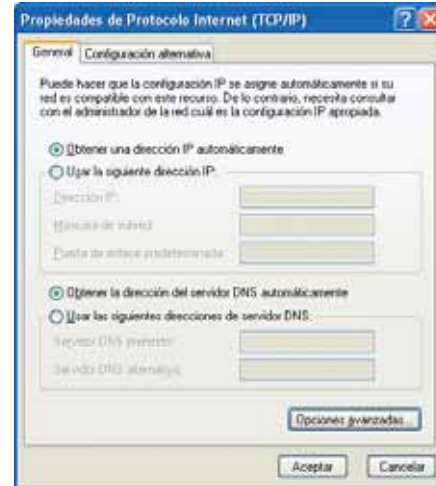 Propiedades de Protocolo Internet (TCP/IP)
General
Configuración alternativa
Puede hacer que la configuración IP se asigne automáticamente si su
red es compatible con este recurso. De lo contrario, necesita consultar
con el administrador de la red cuál es la configuración IP apropiada.
Obtener una dirección IP automáticamente
Usar la siguiente dirección IP:
Dirección IP:
Máscara de subred:
Puerta de enlace predeterminada:
Obtener la dirección del servidor DNS automáticamente
Usar las siguientes direcciones de servidor DNS:
Servidor DNS preferido:
Servidor DNS alternativo:
Opciones avanzadas...
Aceptar
Cancelar